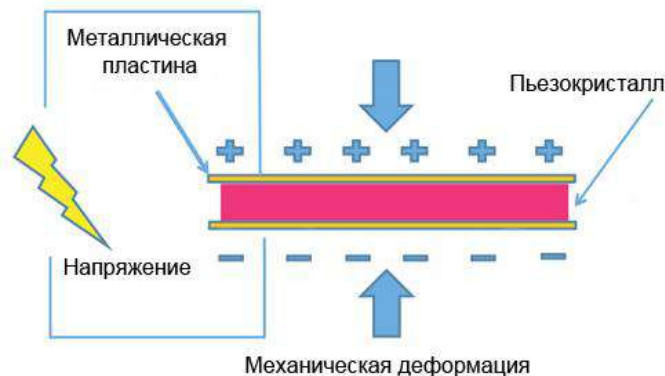 Металлическая
пластина
Пьезокристалл
Напряжение
Механическая деформация